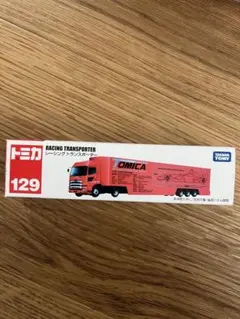 トミカ
129
RACING TRANSPORTER
レーシングトランスポーター
TOMICA
TAKARA TOMY